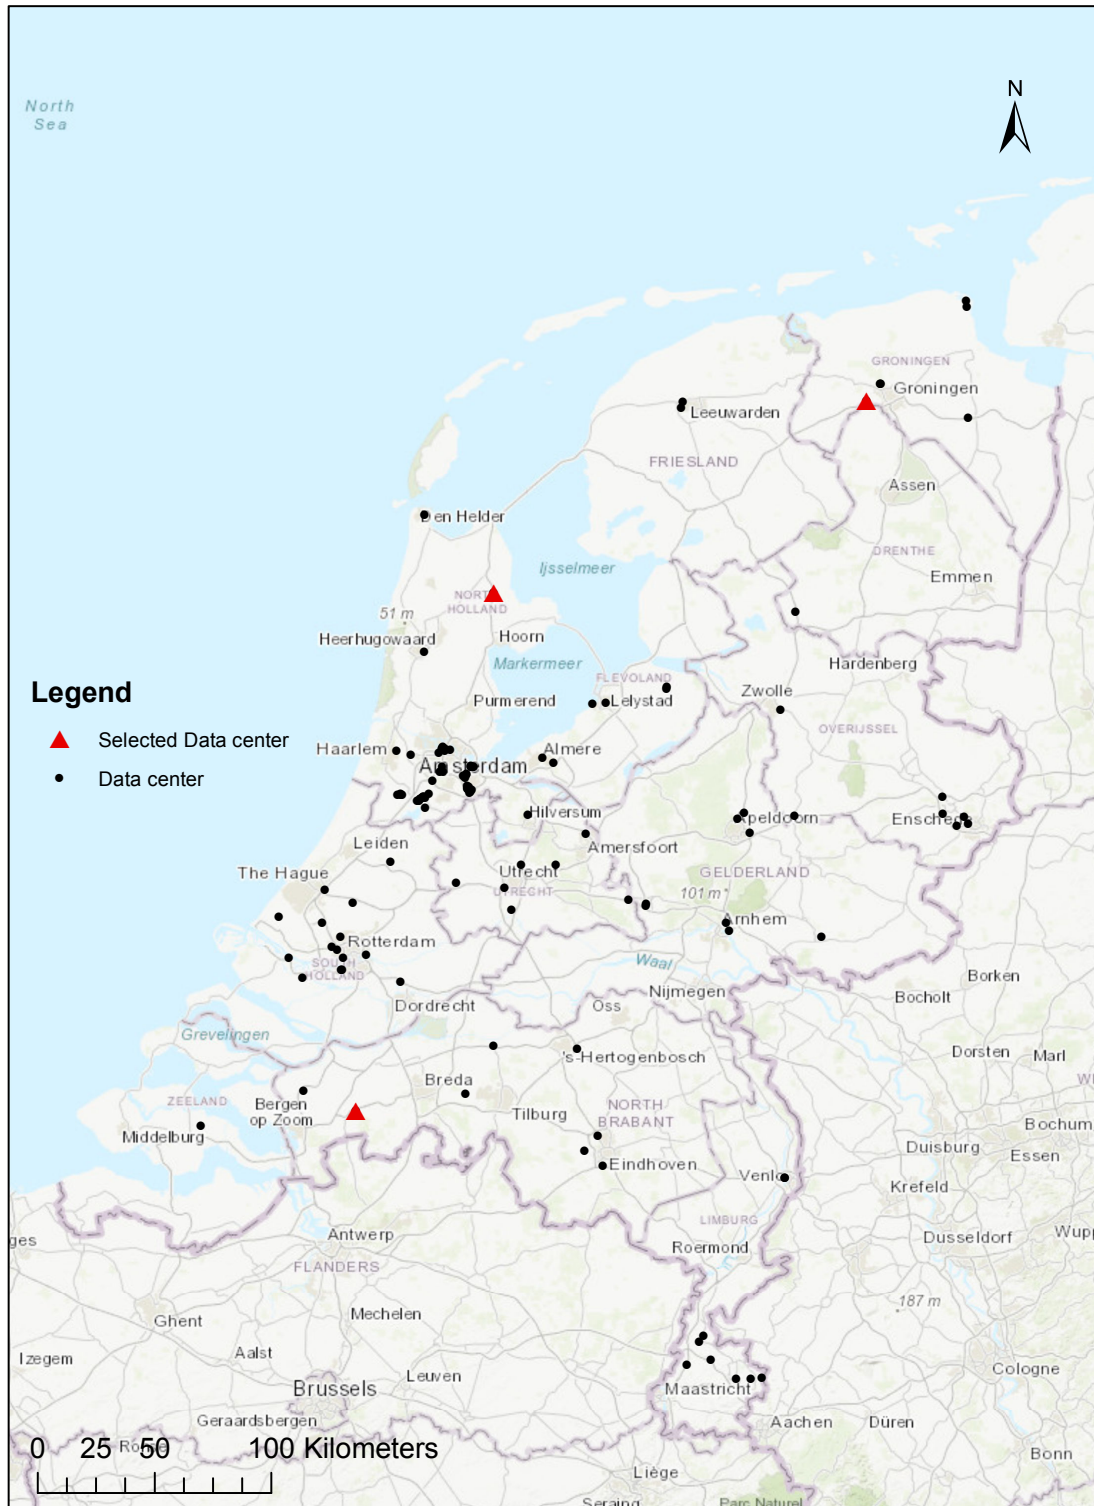 North
Sea
N
GRONINGEN
Groningen
Leeuwarden
FRIESLAND
Assen
Den Helder
DRENTHE
Ijsselmeer
Emmen
NORTH
HOLLAND
51 m
Heerhugowaard
Hoorn
Markermeer
Hardenberg
FLEVOLAND
Legend
Purmerend
Lelystad
Zwolle
OVERIJSSEL
Selected Data center
Haarlem
Almere
Amsterdam
Data center
Hilversum
Apeldoorn
Enschede
Leiden
Amersfoort
The Hague
Utrecht
GELDERLAND
UTRECHT
101 m
Arnhem
Rotterdam
SOUTH
HOLLAND
Waal
Borken
Nijmegen
Bocholt
Dordrecht
Oss
Grevelingen
Dorsten
Marl
's-Hertogenbosch
Breda
ZEELAND
Bergen
op Zoom
Tilburg
NORTH
BRABANT
Bochum
Middelburg
Duisburg
Essen
Eindhoven
Venlo
Krefeld
LIMBURG
Antwerp
Dusseldorf
Wupp
ges
Roermond
FLANDERS
187 m
Mechelen
Ghent
Aalst
Izegem
Leuven
Cologne
Brussels
Maastricht
Geraardsbergen
Aachen
Düren
0 25 50 100 Kilometers
Bonn
Liège
Seraing
Parc Naturel